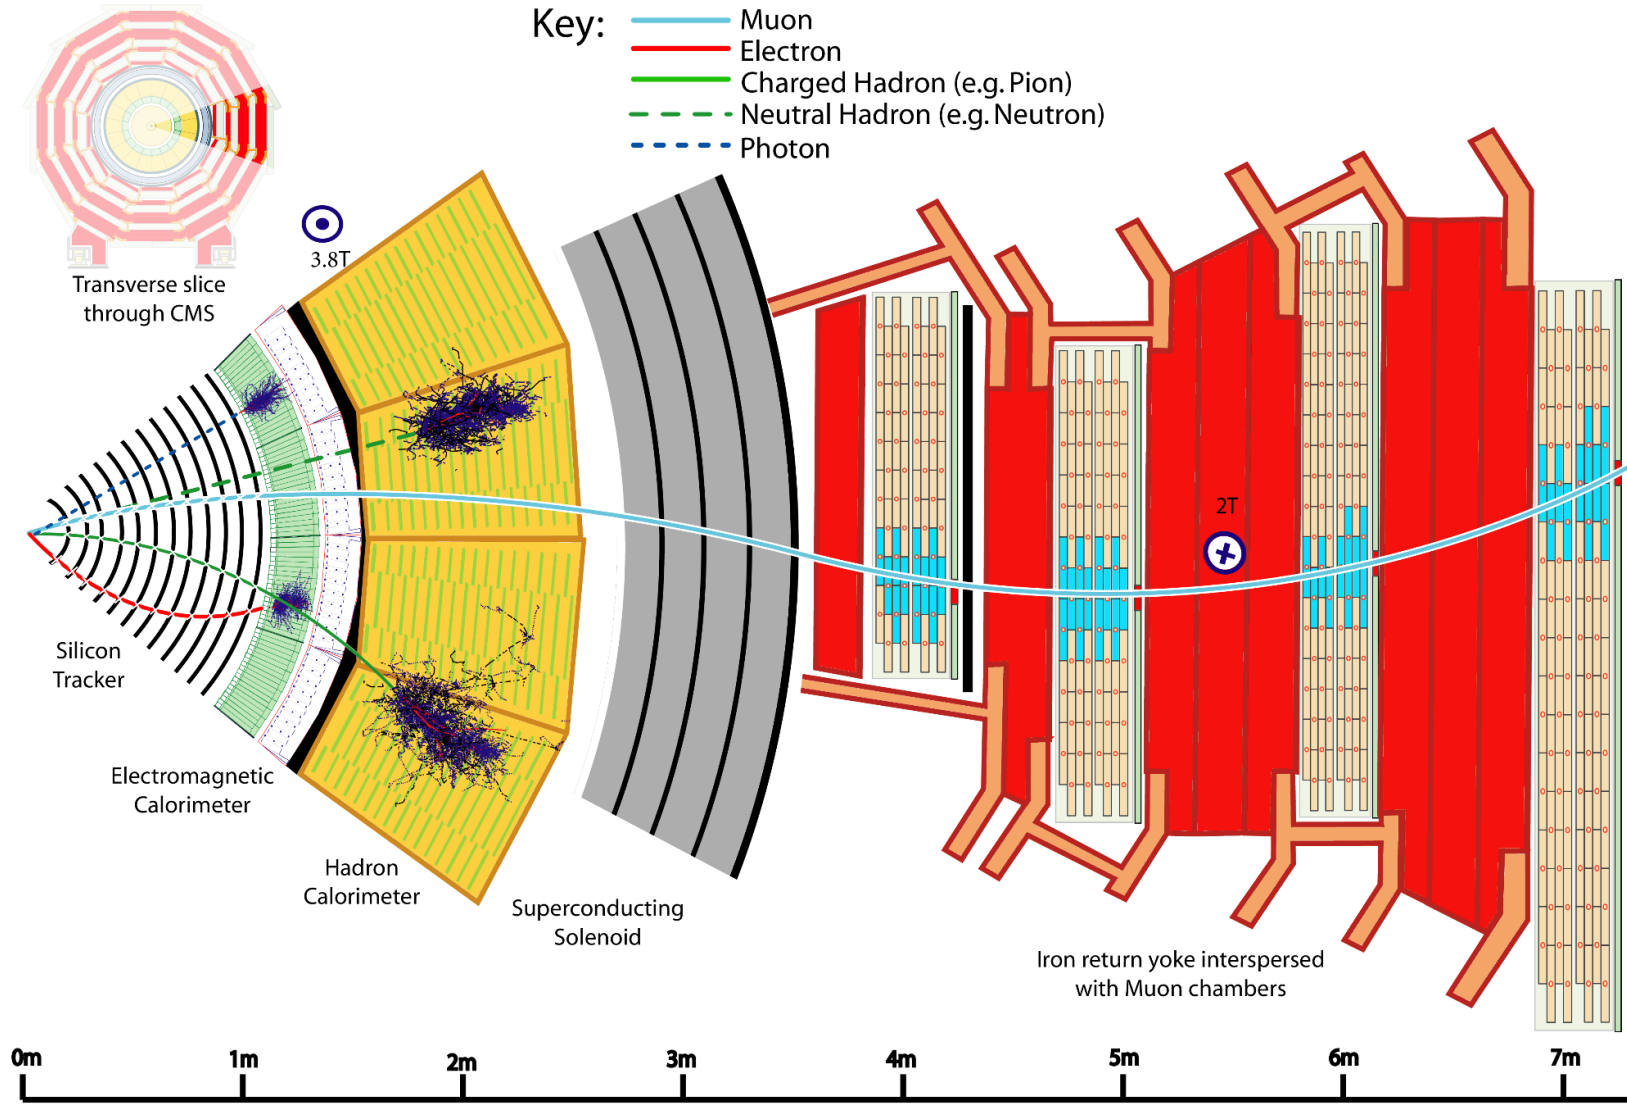 Key:
Muon
Electron
Charged Hadron (e.g. Pion)
Neutral Hadron (e.g. Neutron)
Photon
Transverse slice
through CMS
3.8T
2T
Silicon
Tracker
Electromagnetic
Calorimeter
Hadron
Calorimeter
Superconducting
Solenoid
Iron return yoke interspersed
with Muon chambers
0m 1m 2m 3m 4m 5m 6m 7m